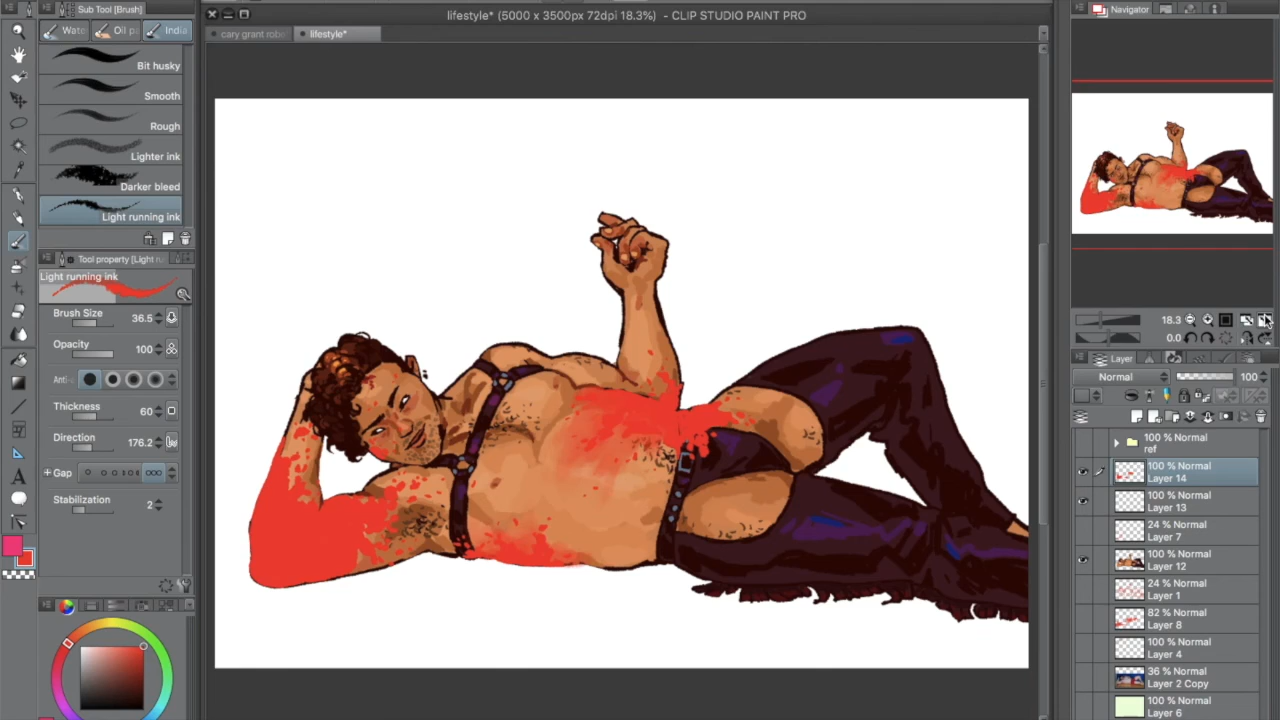 Sub Tool [Brush]
lifestyle* (5000 x 3500px 72dpi 18.3%) - CLIP STUDIO PAINT PRO
Navigator
Wate
Oil p
India
cary grant rob
lifestyle*
Bit husky
Smooth
Rough
Lighter ink
Darker bleed
Light running ink
Tool property [Light ru
Light running ink
Brush Size
36.5
Opacity
100
Anti-
Thickness
60
Direction
176.2
Gap
Stabilization
2
18.3
0.0
Layer
Normal
100
100 % Normal
ref
100 % Normal
Layer 14
100 % Normal
Layer 13
24 % Normal
Layer 7
100 % Normal
Layer 12
24 % Normal
Layer 1
82 % Normal
Layer 8
100 % Normal
Layer 4
36 % Normal
Layer 2 Copy
100 % Normal
Layer 6